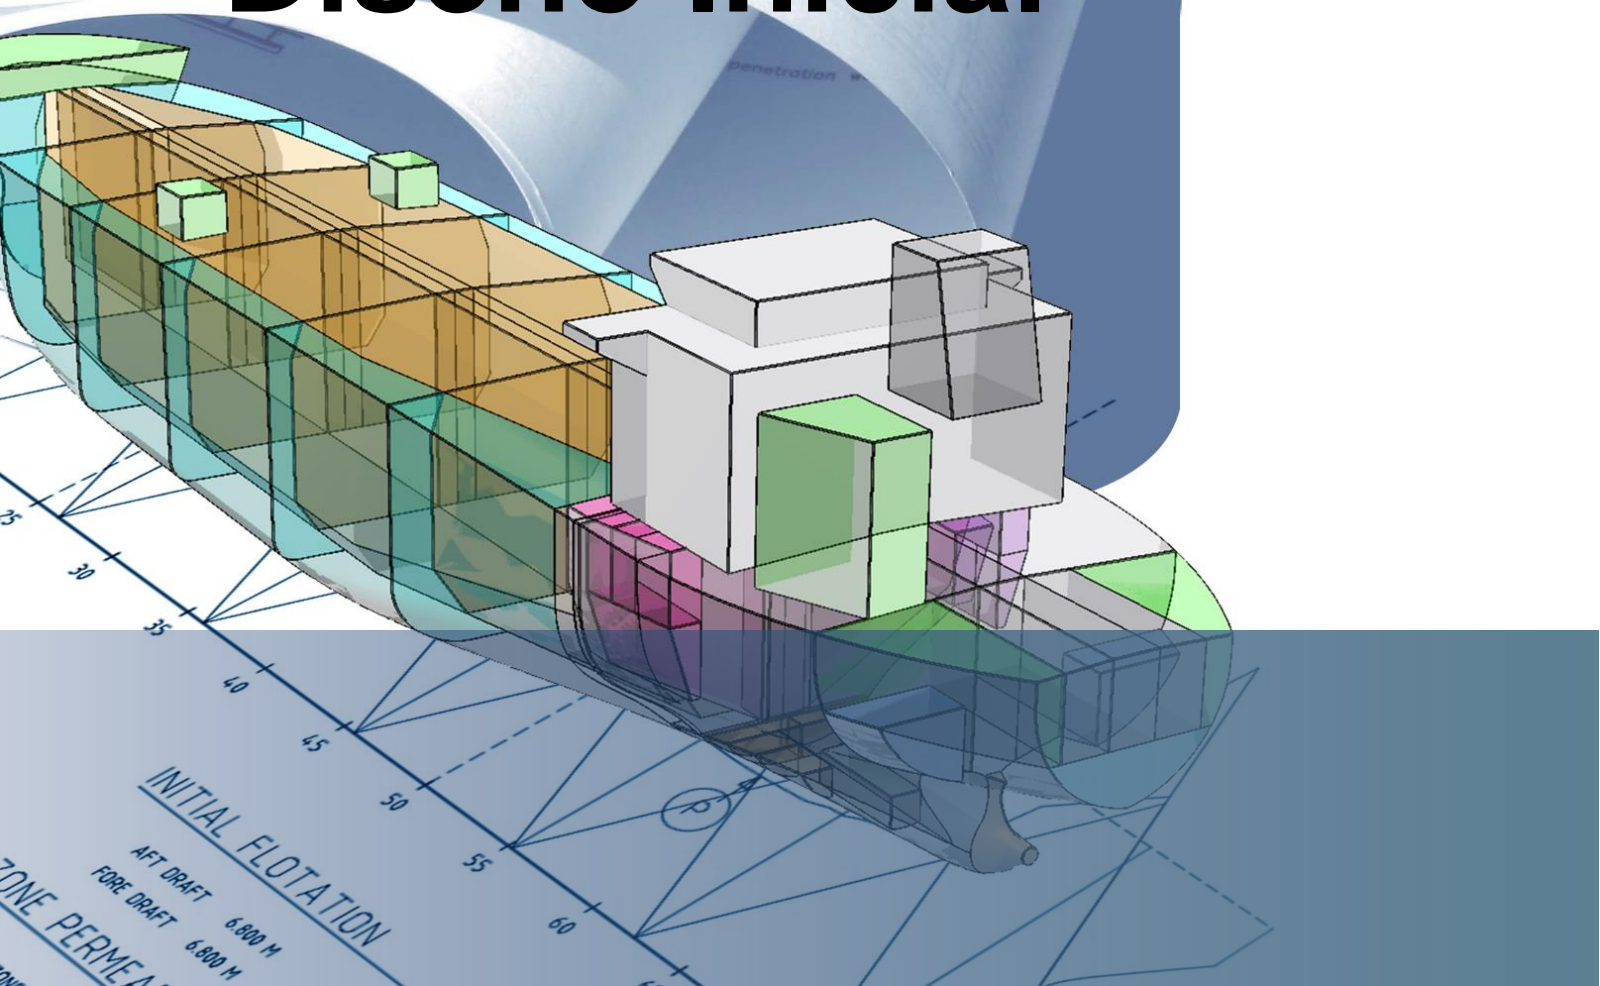 Diseño Inicial
penetration
25
30
35
40
45
50
55
60
P
INITIAL FLOTATION
AFT DRAFT 6.800 M
FORE DRAFT 6.800 M
ZONE